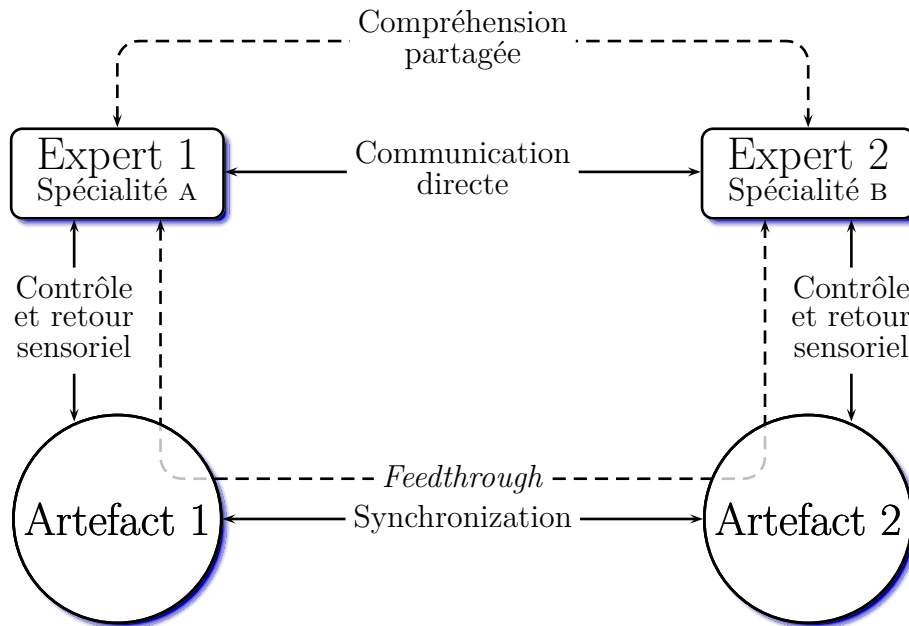 Compréhension
partagée
Expert 1
Spécialité A
Communication
directe
Expert 2
Spécialité B
Contrôle
et retour
sensoriel
Contrôle
et retour
sensoriel
Feedthrough
Artefact 1
Synchronization
Artefact 2